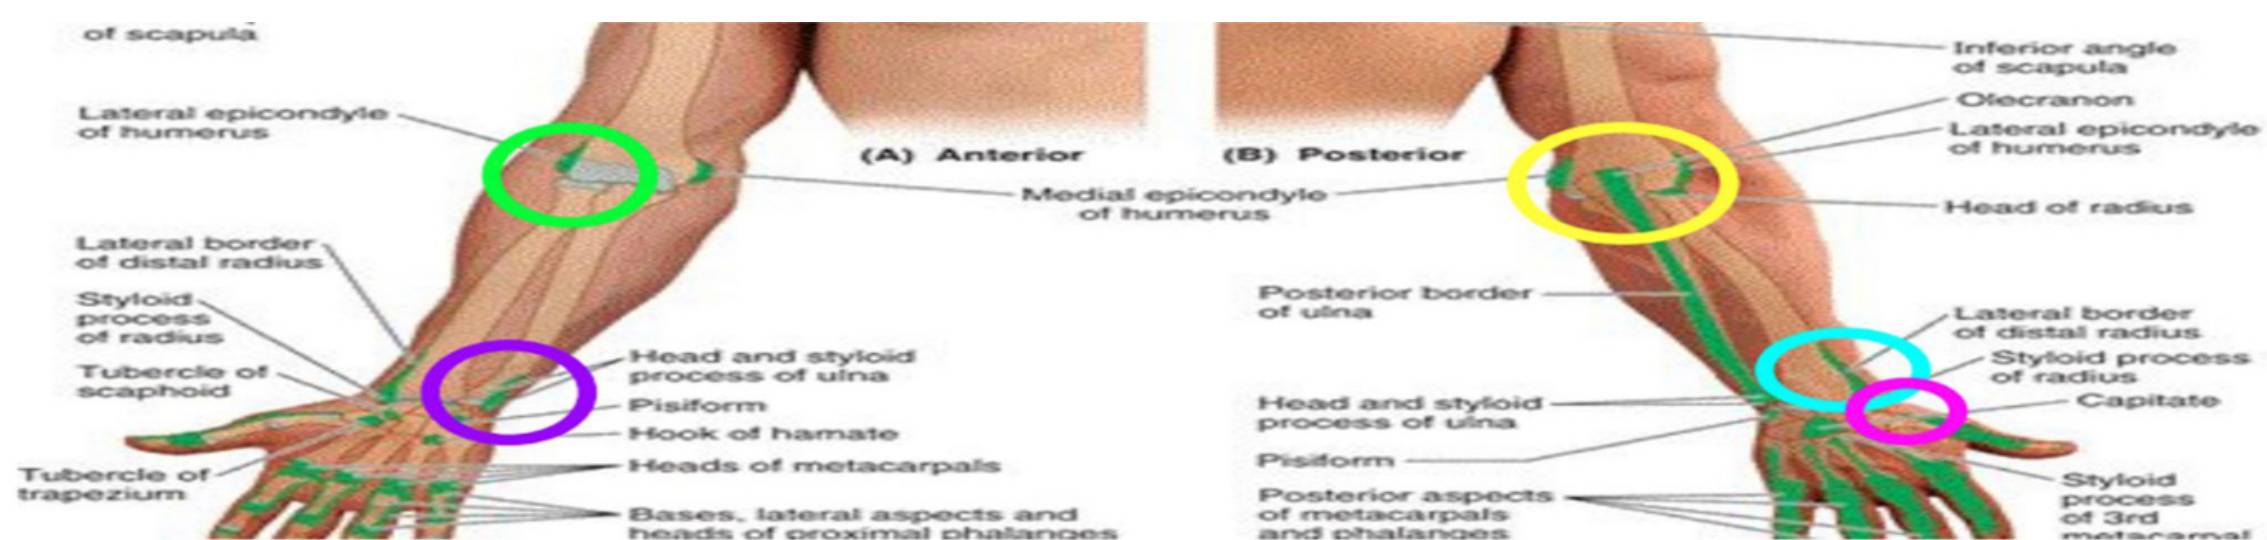 of scapula
Lateral epicondyle
of humerus
Lateral border
of distal radius
Styloid
process
of radius
Tubercle of
scaphoid
Tubercle of
trapezium
(A) Anterior
Medial epicondyle
of humerus
Head and styloid
process of ulna
Pisiform
Hook of hamate
Heads of metacarpals
Bases, lateral aspects and
heads of proximal phalanges
(B) Posterior
Posterior border
of ulna
Head and styloid
process of ulna
Pisiform
Posterior aspects
of metacarpals
and phalanges
Inferior angle
of scapula
Olecranon
Lateral epicondyle
of humerus
Head of radius
Lateral border
of distal radius
Styloid process
of radius
Capitate
Styloid
process
of 3rd
metacarpal